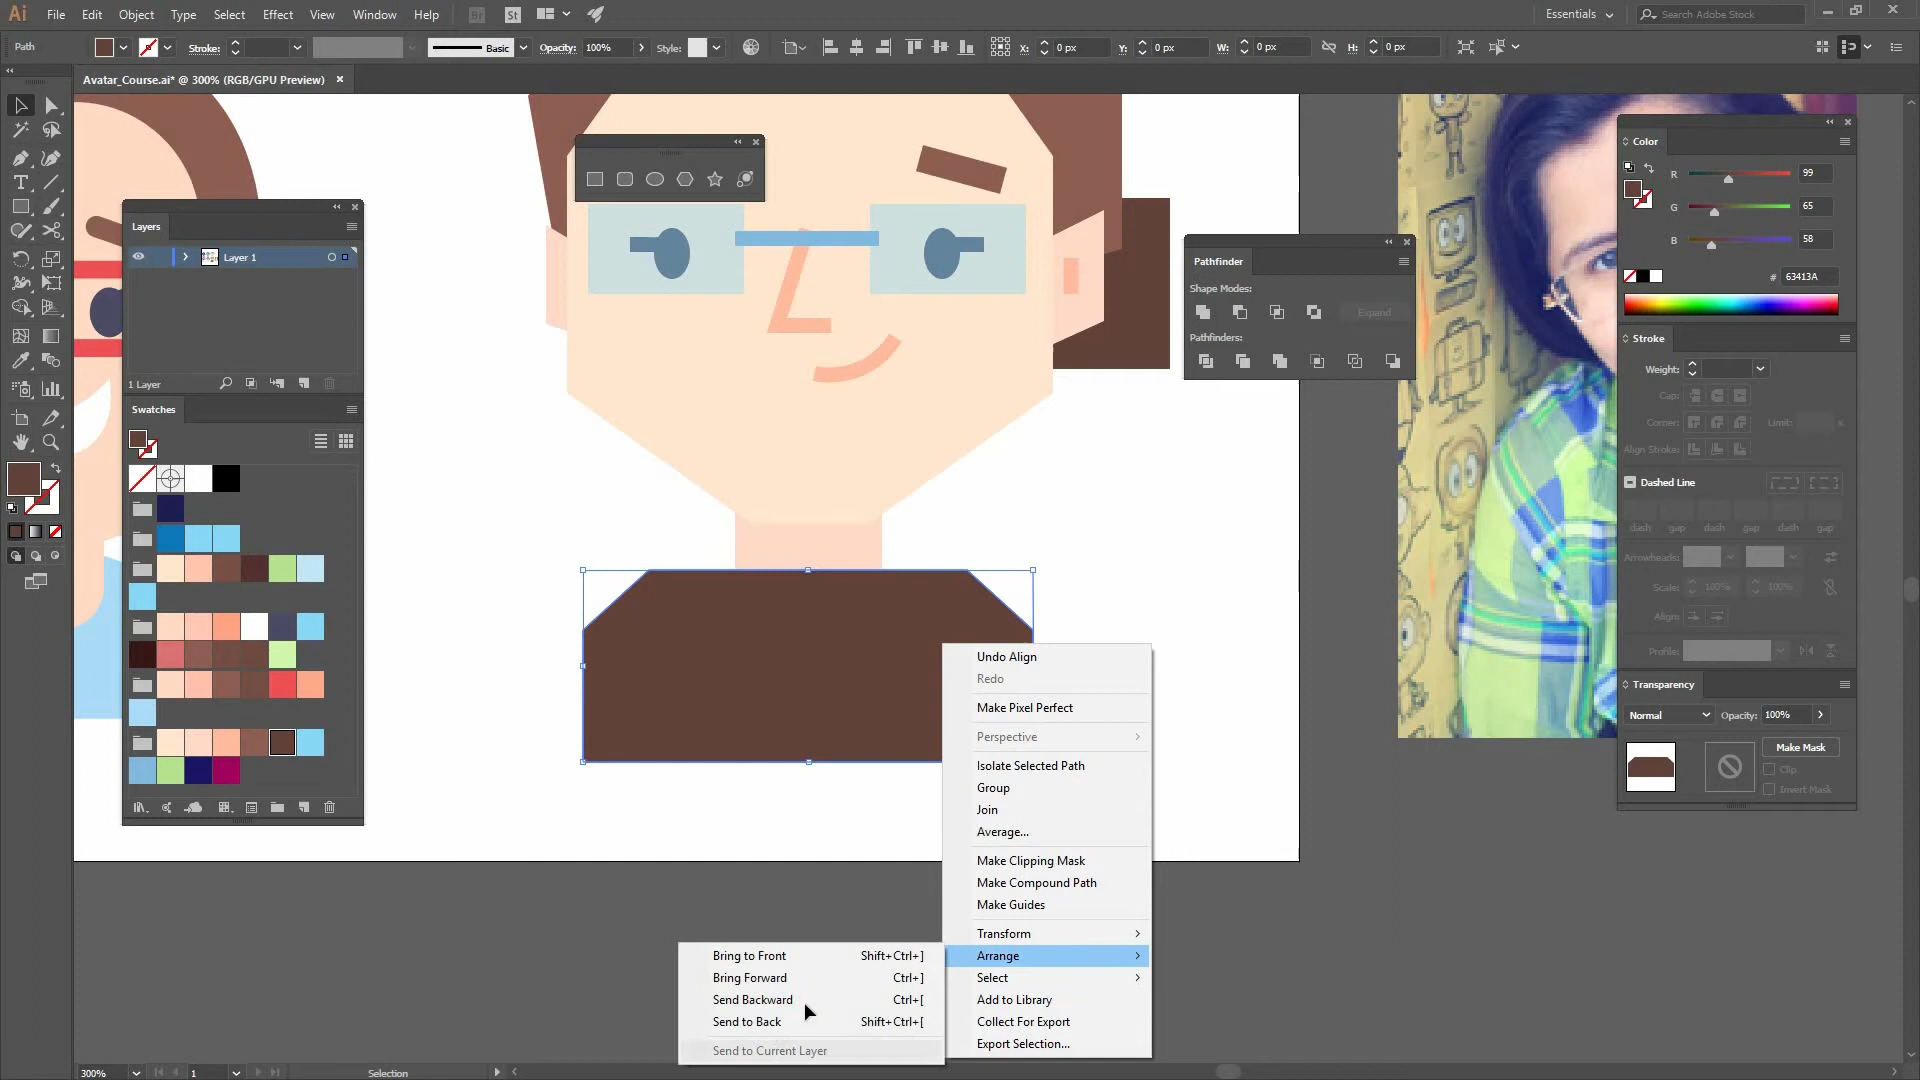 Ai File Edit Object Type Select Effect View Window Help Br St Essentials Search Adobe Stock
Path Stroke: Basic Opacity: 100% Style: X: 0 px Y: 0 px W: 0 px H: 0 px
Avatar_Course.ai* @ 300% (RGB/GPU Preview)
Layers
Layer 1
1 Layer
Swatches
Pathfinder
Shape Modes:
Expand
Pathfinders:
Color
R 99
G 65
B 58
# 63413A
Stroke
Weight:
Cap:
Corner: Limit: x
Align Stroke:
Dashed Line
dash gap dash gap dash gap
Arrowheads:
Scale: 100% 100%
Align:
Profile:
Transparency
Normal Opacity: 100%
Make Mask
Clip
Invert Mask
Undo Align
Redo
Make Pixel Perfect
Perspective
Isolate Selected Path
Group
Join
Average...
Make Clipping Mask
Make Compound Path
Make Guides
Transform
Arrange
Select
Add to Library
Collect For Export
Export Selection...
Bring to Front Shift+Ctrl+]
Bring Forward Ctrl+]
Send Backward Ctrl+[
Send to Back Shift+Ctrl+[
Send to Current Layer
300% 1 Selection